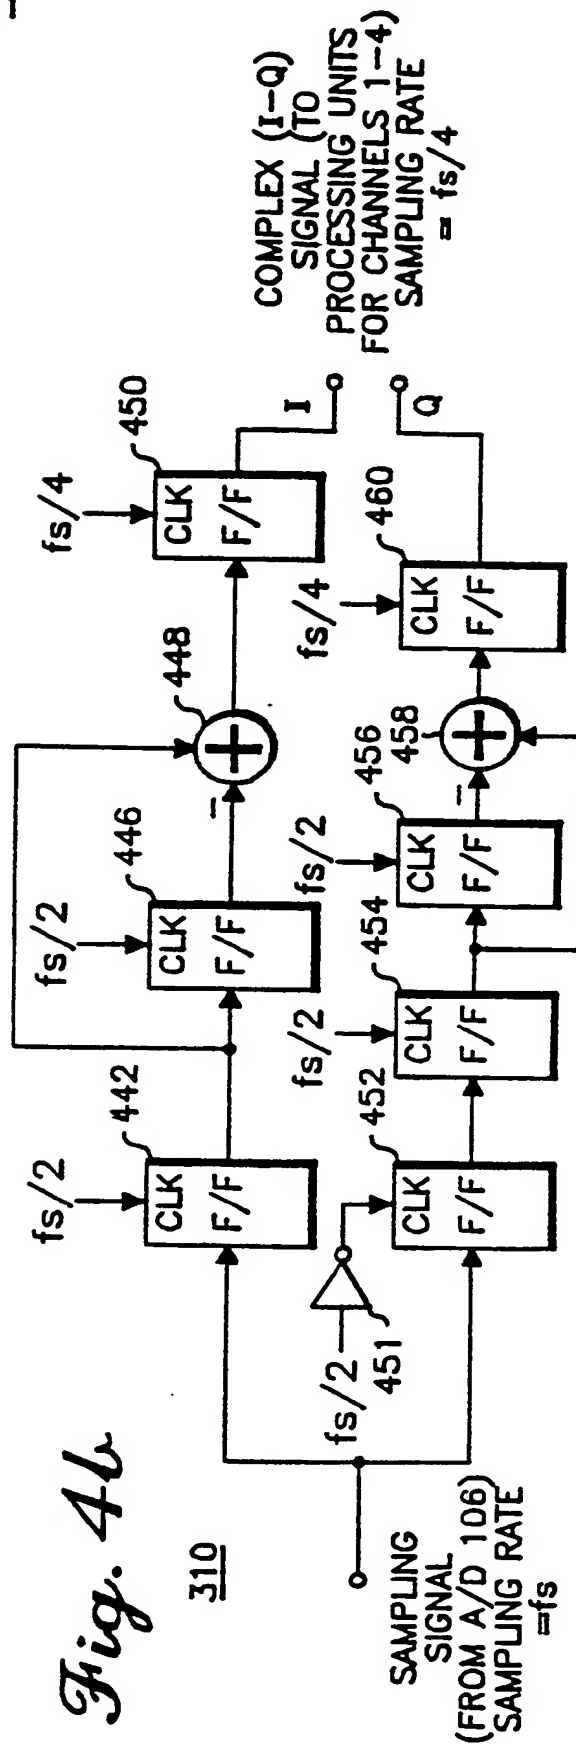 Fig. 4b
310
SAMPLING
SIGNAL
(FROM A/D 106)
SAMPLING RATE
=fs
fs/2
CLK
F/F
442
fs/2
CLK
F/F
446
−
+
448
fs/4
CLK
F/F
450
I
fs/2
451
CLK
F/F
452
fs/2
CLK
F/F
454
fs/2
CLK
F/F
456
−
+
458
fs/4
CLK
F/F
460
Q
COMPLEX (I-Q)
SIGNAL (TO
PROCESSING UNITS
FOR CHANNELS 1-4)
SAMPLING RATE
= fs/4